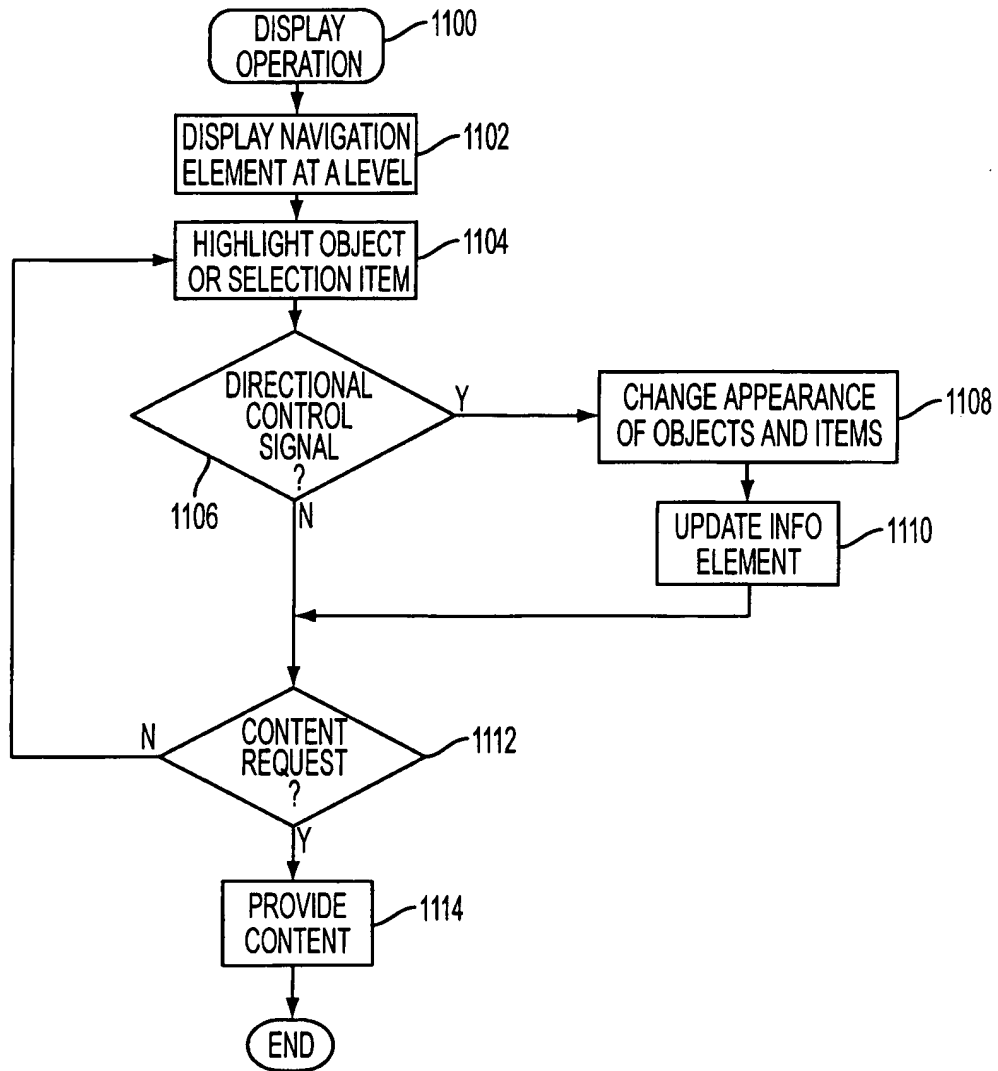 DISPLAY
OPERATION
1100
DISPLAY NAVIGATION
ELEMENT AT A LEVEL
1102
HIGHLIGHT OBJECT
OR SELECTION ITEM
1104
DIRECTIONAL
CONTROL
SIGNAL
?
1106
Y
N
CHANGE APPEARANCE
OF OBJECTS AND ITEMS
1108
UPDATE INFO
ELEMENT
1110
CONTENT
REQUEST
?
1112
N
Y
PROVIDE
CONTENT
1114
END